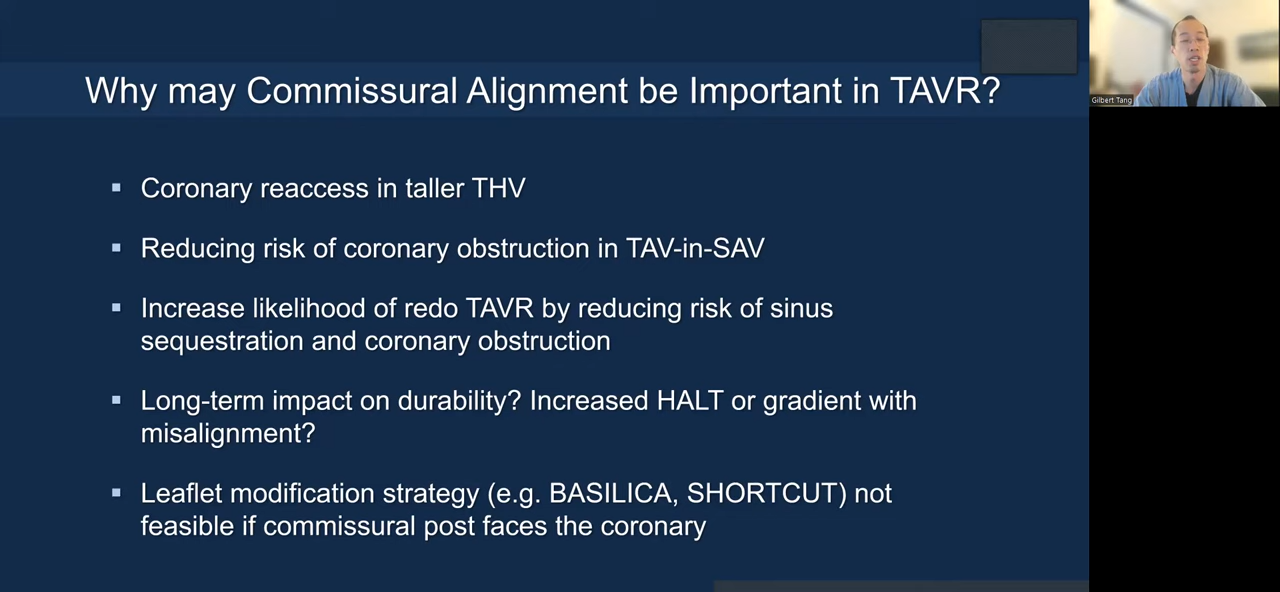 Why may Commissural Alignment be Important in TAVR?
▪ Coronary reaccess in taller THV
▪ Reducing risk of coronary obstruction in TAV-in-SAV
▪ Increase likelihood of redo TAVR by reducing risk of sinus
sequestration and coronary obstruction
▪ Long-term impact on durability? Increased HALT or gradient with
misalignment?
▪ Leaflet modification strategy (e.g. BASILICA, SHORTCUT) not
feasible if commissural post faces the coronary
Gilbert Tang